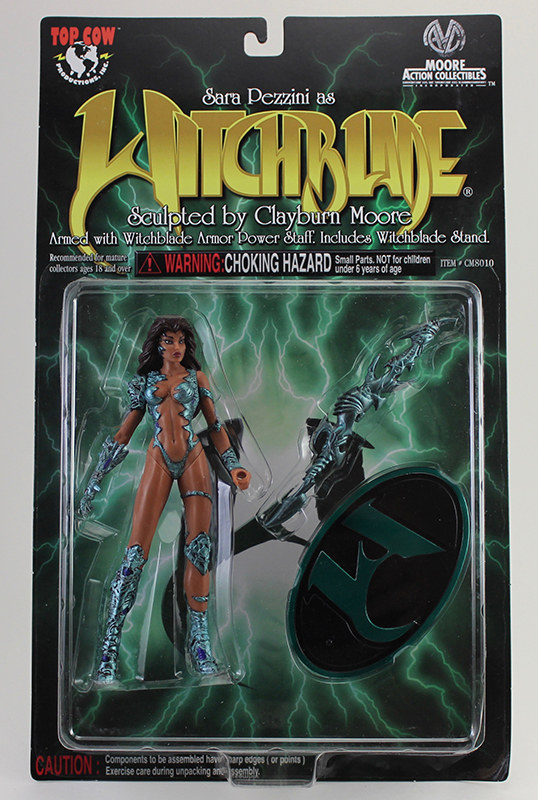 TOP COW
PRODUCTIONS, INC.
MOORE
ACTION COLLECTIBLES
INCORPORATED TM
Sara Pezzini as
WITCHBLADE®
Sculpted by Clayburn Moore
Armed with Witchblade Armor Power Staff. Includes Witchblade Stand.
Recommended for mature
collectors ages 18 and over
WARNING: CHOKING HAZARD
Small Parts. NOT for children
under 6 years of age
ITEM # CM8010
CAUTION :
Components to be assembled have sharp edges ( or points )
Exercise care during unpacking and assembly.